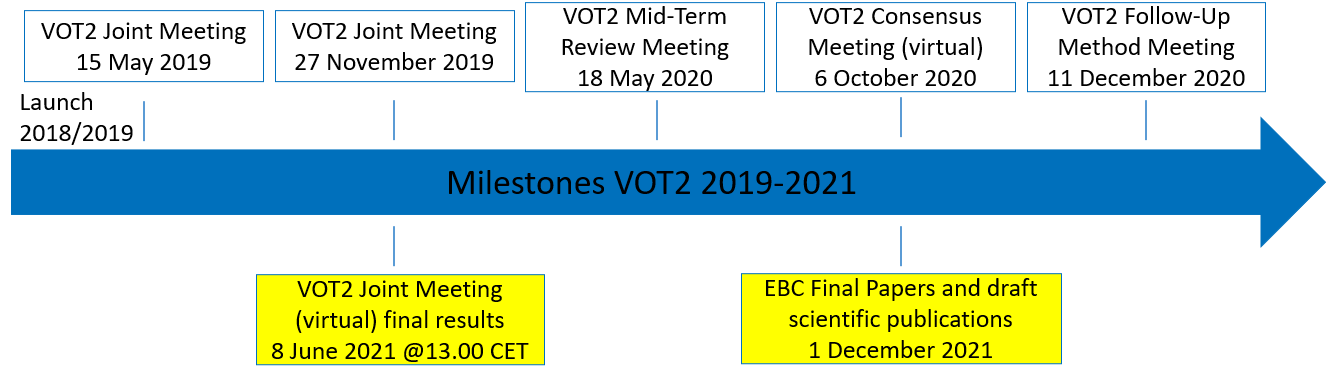 VOT2 Joint Meeting
15 May 2019
VOT2 Joint Meeting
27 November 2019
VOT2 Mid-Term
Review Meeting
18 May 2020
VOT2 Consensus
Meeting (virtual)
6 October 2020
VOT2 Follow-Up
Method Meeting
11 December 2020
Launch
2018/2019
Milestones VOT2 2019-2021
VOT2 Joint Meeting
(virtual) final results
8 June 2021 @13.00 CET
EBC Final Papers and draft
scientific publications
1 December 2021